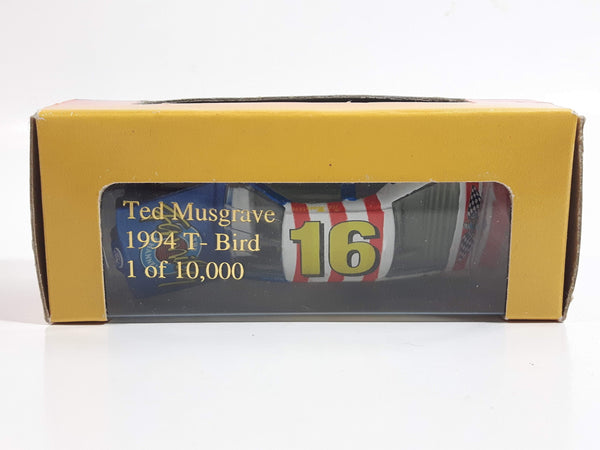 Ted Musgrave
1994 T- Bird
1 of 10,000
16